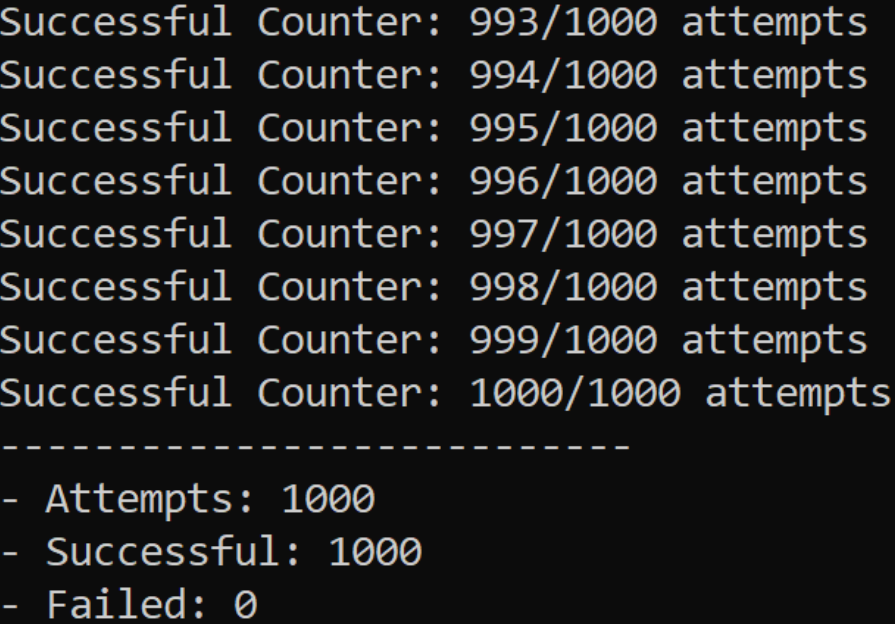 Successful Counter: 993/1000 attempts
Successful Counter: 994/1000 attempts
Successful Counter: 995/1000 attempts
Successful Counter: 996/1000 attempts
Successful Counter: 997/1000 attempts
Successful Counter: 998/1000 attempts
Successful Counter: 999/1000 attempts
Successful Counter: 1000/1000 attempts
---------------------------
- Attempts: 1000
- Successful: 1000
- Failed: 0